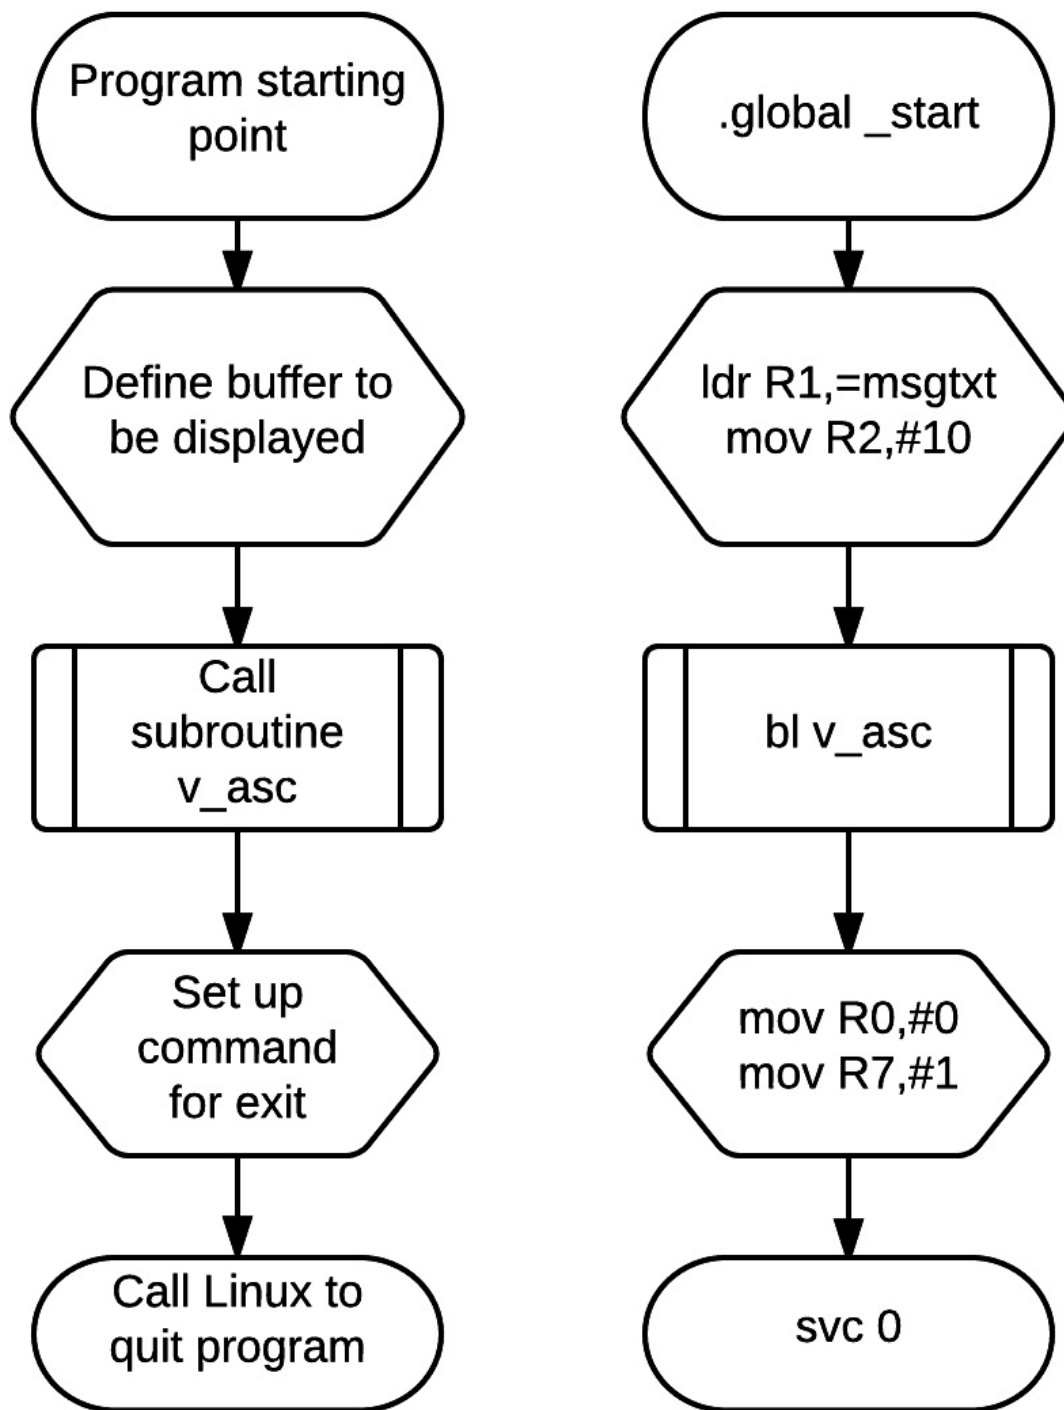 Program starting
point
Define buffer to
be displayed
Call
subroutine
v_asc
Set up
command
for exit
Call Linux to
quit program
.global _start
ldr R1,=msgtxt
mov R2,#10
bl v_asc
mov R0,#0
mov R7,#1
svc 0